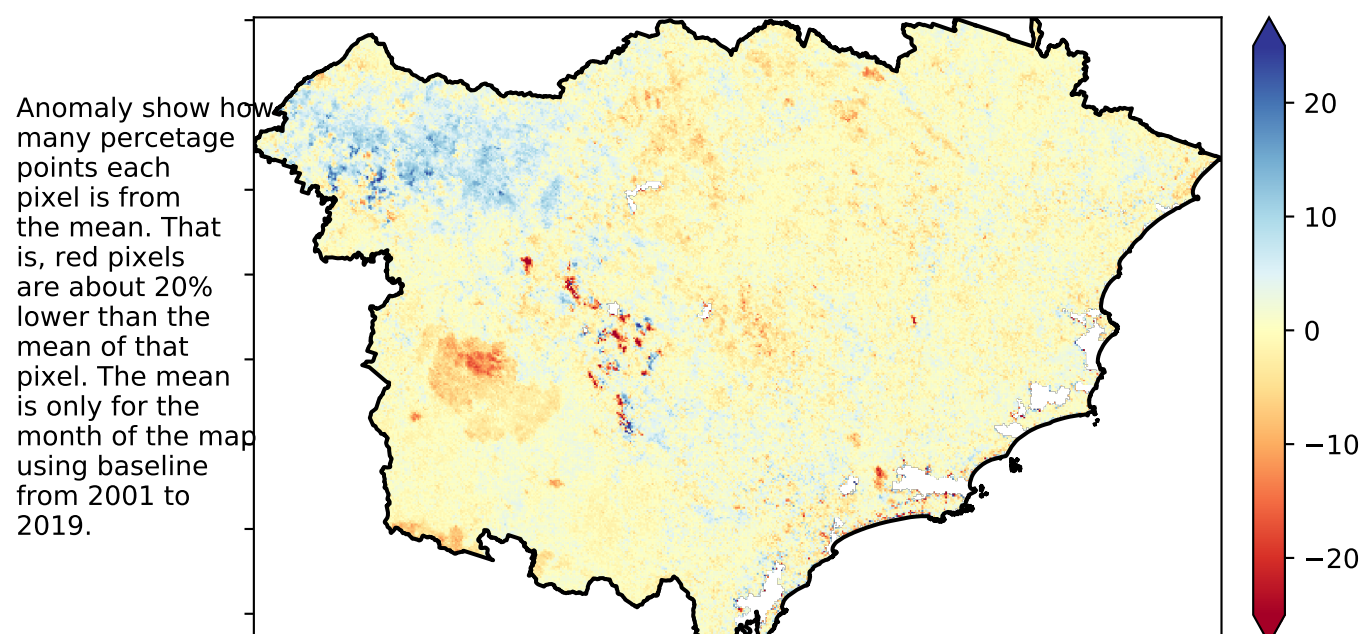 Anomaly show how
many percetage
points each
pixel is from
the mean. That
is, red pixels
are about 20%
lower than the
mean of that
pixel. The mean
is only for the
month of the map
using baseline
from 2001 to
2019.
20
10
0
−10
−20